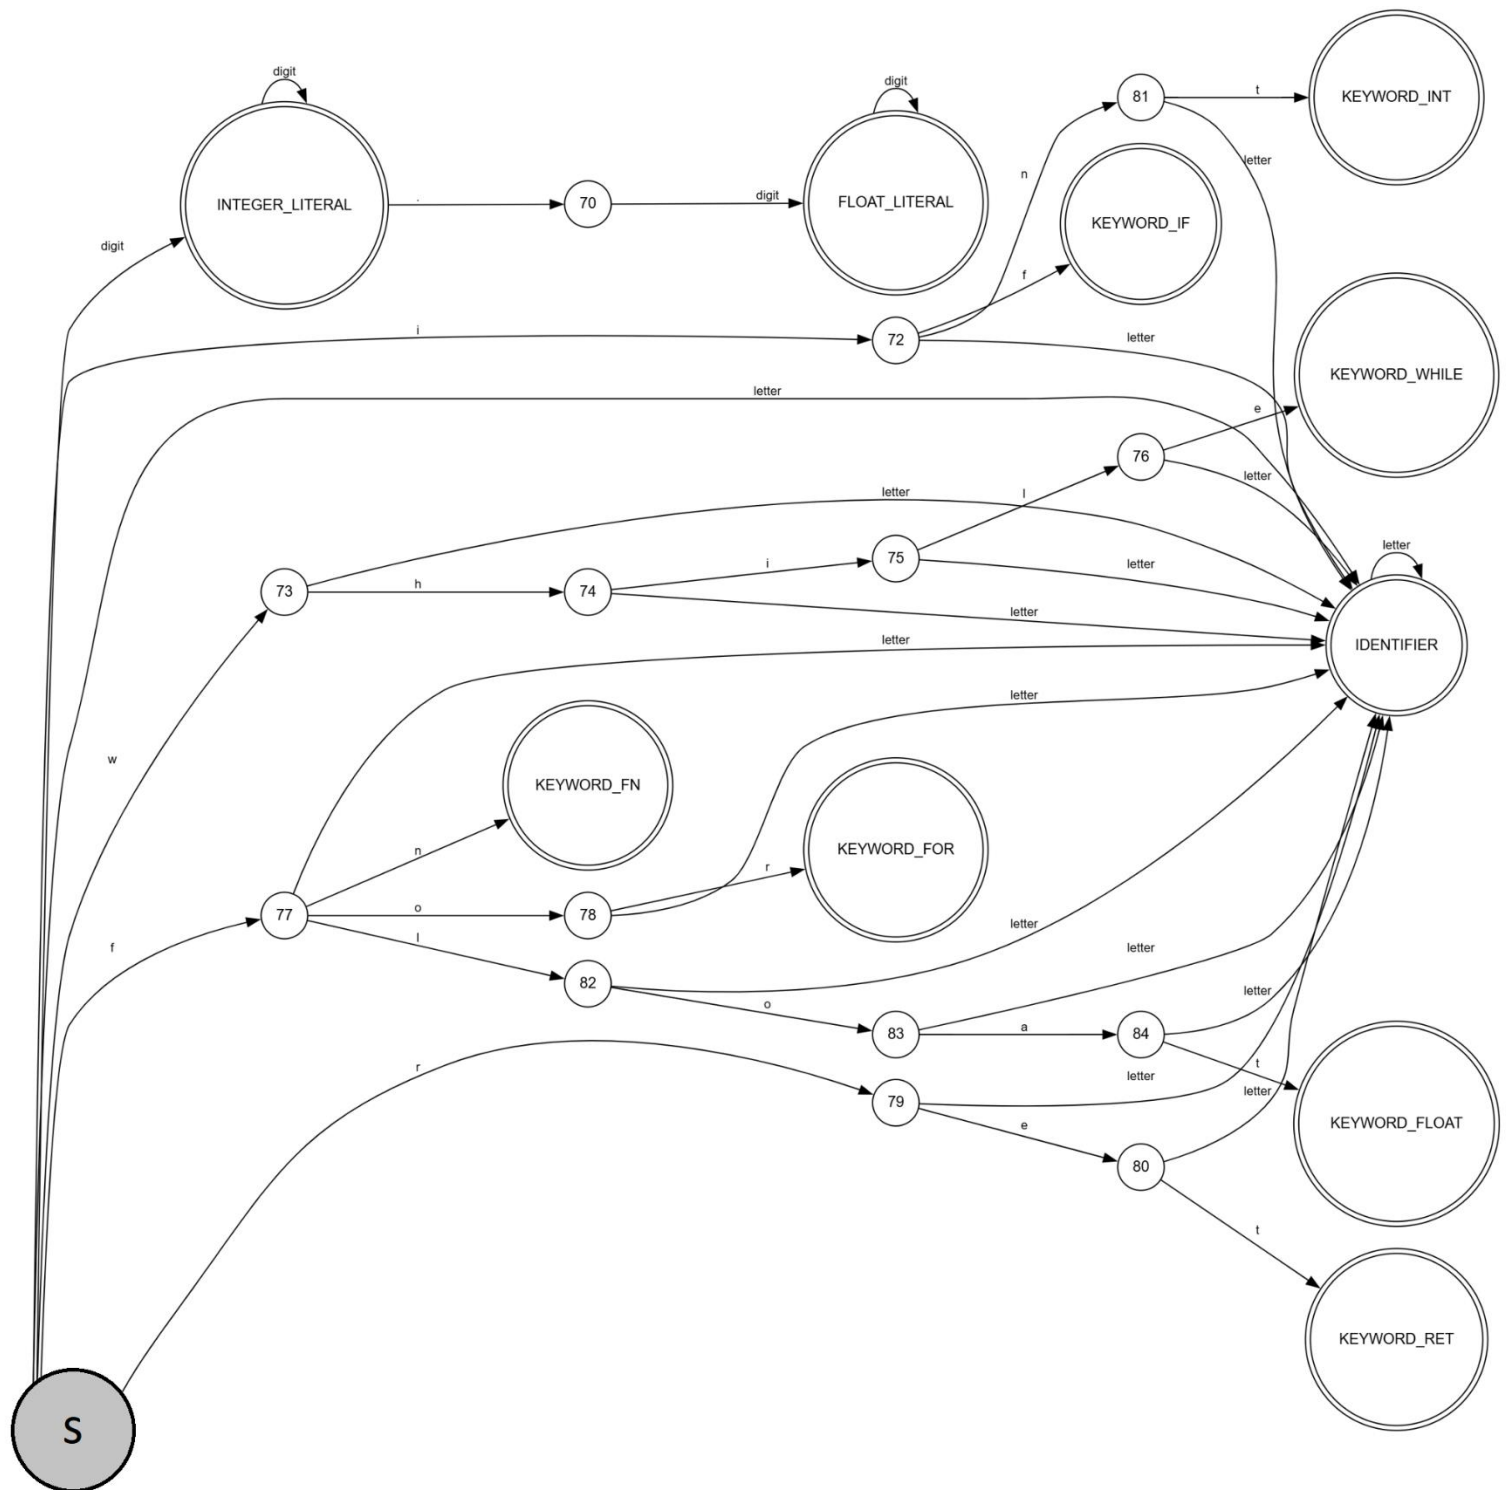 digit
digit
81
t
KEYWORD_INT
letter
n
INTEGER_LITERAL
.
70
digit
FLOAT_LITERAL
KEYWORD_IF
digit
f
i
72
letter
KEYWORD_WHILE
letter
e
76
letter
letter
l
letter
73
h
74
i
75
letter
letter
IDENTIFIER
letter
letter
w
KEYWORD_FN
KEYWORD_FOR
n
r
77
o
78
letter
f
l
letter
82
o
letter
83
a
84
t
r
79
letter
letter
KEYWORD_FLOAT
e
80
t
KEYWORD_RET
S